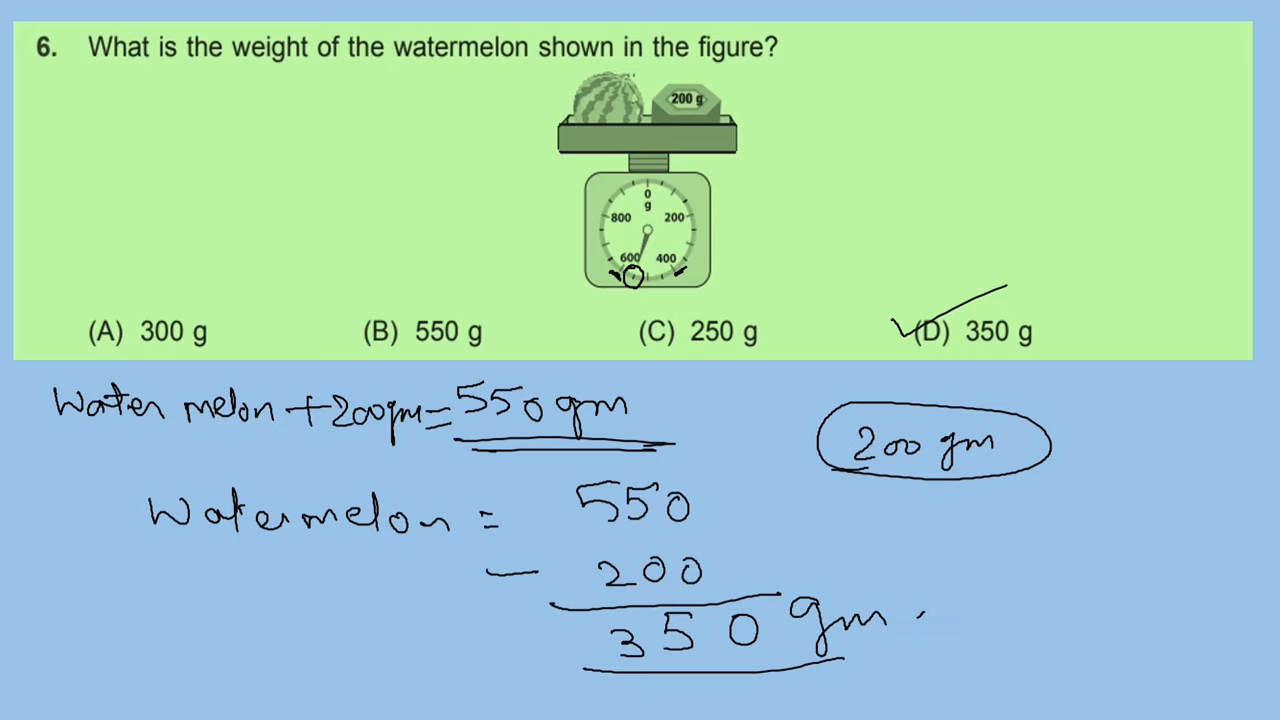 6. What is the weight of the watermelon shown in the figure?
200 g
0
g
800 200
600 400
(A) 300 g (B) 550 g (C) 250 g (D) 350 g
Water melon + 200gm = 550 gm
200 gm
Watermelon = 550
- 200
350 gm.